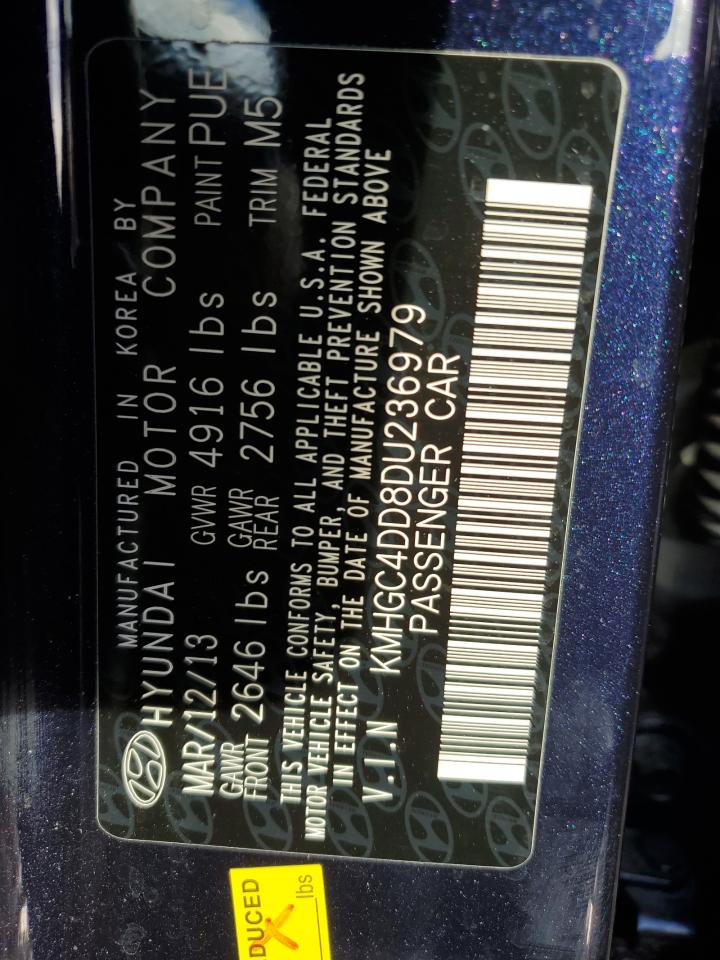 MANUFACTURED IN KOREA BY
HYUNDAI MOTOR COMPANY
MAR/12/13 GVWR 4916 lbs PAINT PUE
GAWR FRONT 2646 lbs GAWR REAR 2756 lbs TRIM M5
THIS VEHICLE CONFORMS TO ALL APPLICABLE U.S.A. FEDERAL
MOTOR VEHICLE SAFETY, BUMPER, AND THEFT PREVENTION STANDARDS
IN EFFECT ON THE DATE OF MANUFACTURE SHOWN ABOVE
V.I.N KMHGC4DD8DU236979
PASSENGER CAR
DUCED
X
lbs